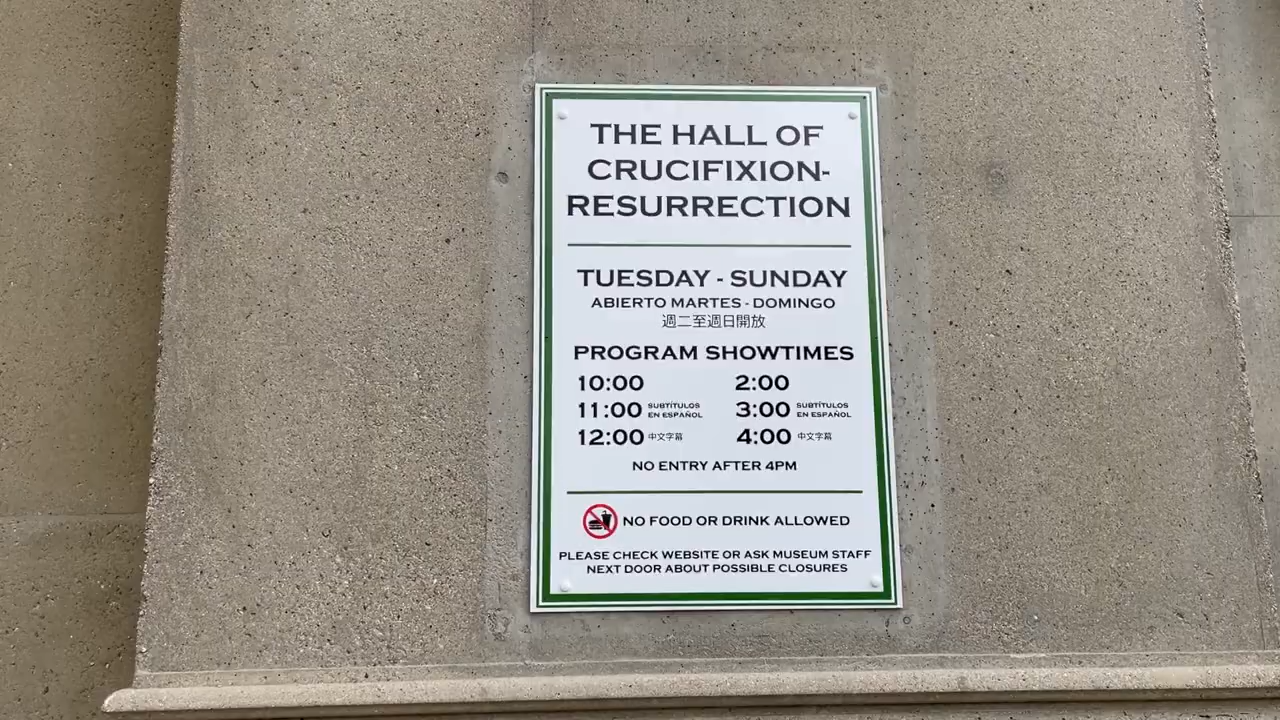 THE HALL OF
CRUCIFIXION-
RESURRECTION
TUESDAY - SUNDAY
ABIERTO MARTES - DOMINGO
週二至週日開放
PROGRAM SHOWTIMES
10:00 2:00
11:00 SUBTÍTULOS EN ESPAÑOL 3:00 SUBTÍTULOS EN ESPAÑOL
12:00 中文字幕 4:00 中文字幕
NO ENTRY AFTER 4PM
NO FOOD OR DRINK ALLOWED
PLEASE CHECK WEBSITE OR ASK MUSEUM STAFF
NEXT DOOR ABOUT POSSIBLE CLOSURES